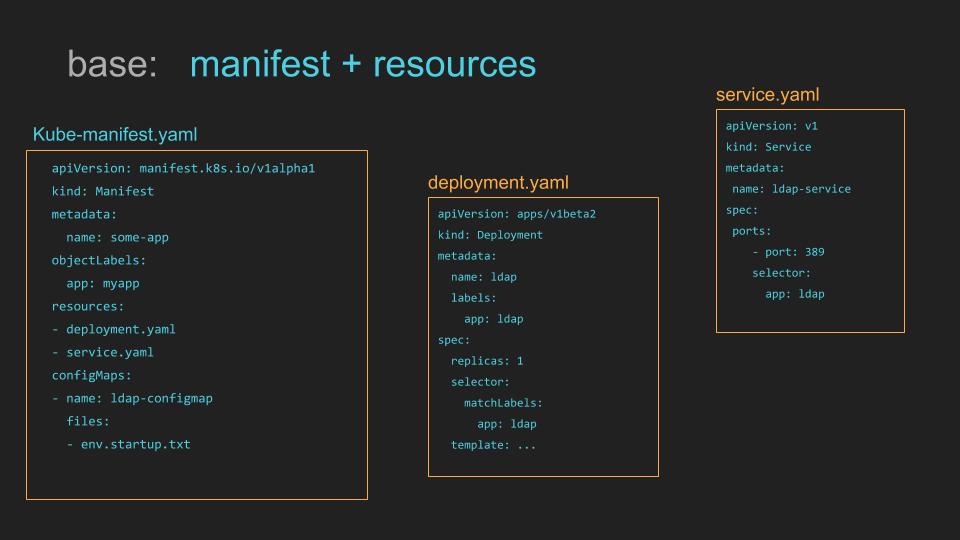 base: manifest + resources
Kube-manifest.yaml
apiVersion: manifest.k8s.io/v1alpha1
kind: Manifest
metadata:
  name: some-app
objectLabels:
  app: myapp
resources:
- deployment.yaml
- service.yaml
configMaps:
- name: ldap-configmap
  files:
  - env.startup.txt
deployment.yaml
apiVersion: apps/v1beta2
kind: Deployment
metadata:
  name: ldap
  labels:
    app: ldap
spec:
  replicas: 1
  selector:
    matchLabels:
      app: ldap
  template: ...
service.yaml
apiVersion: v1
kind: Service
metadata:
 name: ldap-service
spec:
 ports:
    - port: 389
    selector:
      app: ldap